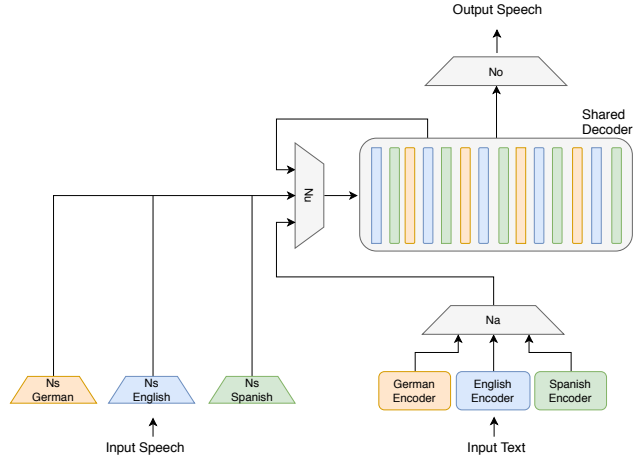 Output Speech
No
Shared
Decoder
Nu
Na
Ns
German
Ns
English
Ns
Spanish
German
Encoder
English
Encoder
Spanish
Encoder
Input Speech
Input Text